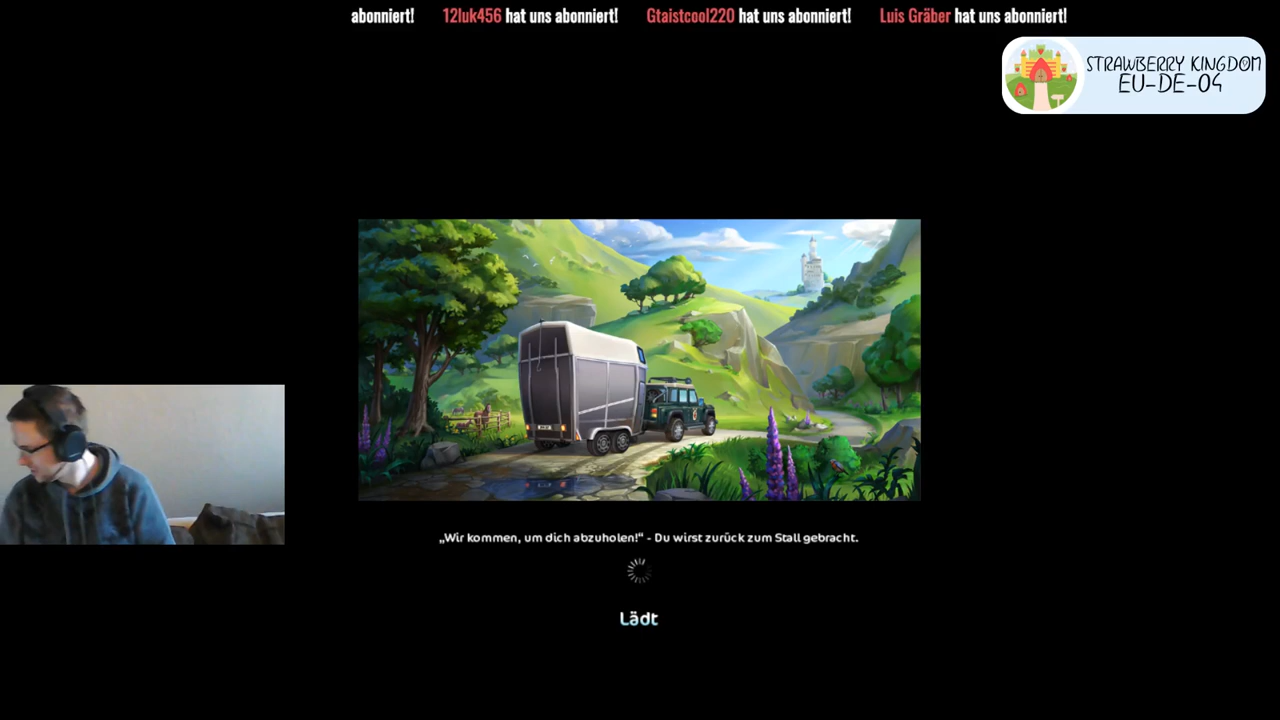 abonniert! 12luk456 hat uns abonniert! Gtaistcool220 hat uns abonniert! Luis Gräber hat uns abonniert!
STRAWBERRY KINGDOM
EU-DE-04
„Wir kommen, um dich abzuholen!“ - Du wirst zurück zum Stall gebracht.
Lädt